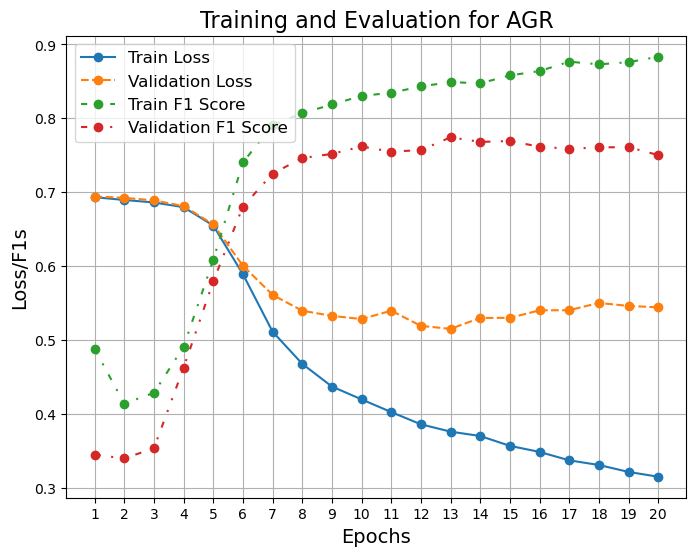 Training and Evaluation for AGR
Train Loss
Validation Loss
Train F1 Score
Validation F1 Score
Loss/F1s
0.9
0.8
0.7
0.6
0.5
0.4
0.3
1 2 3 4 5 6 7 8 9 10 11 12 13 14 15 16 17 18 19 20
Epochs